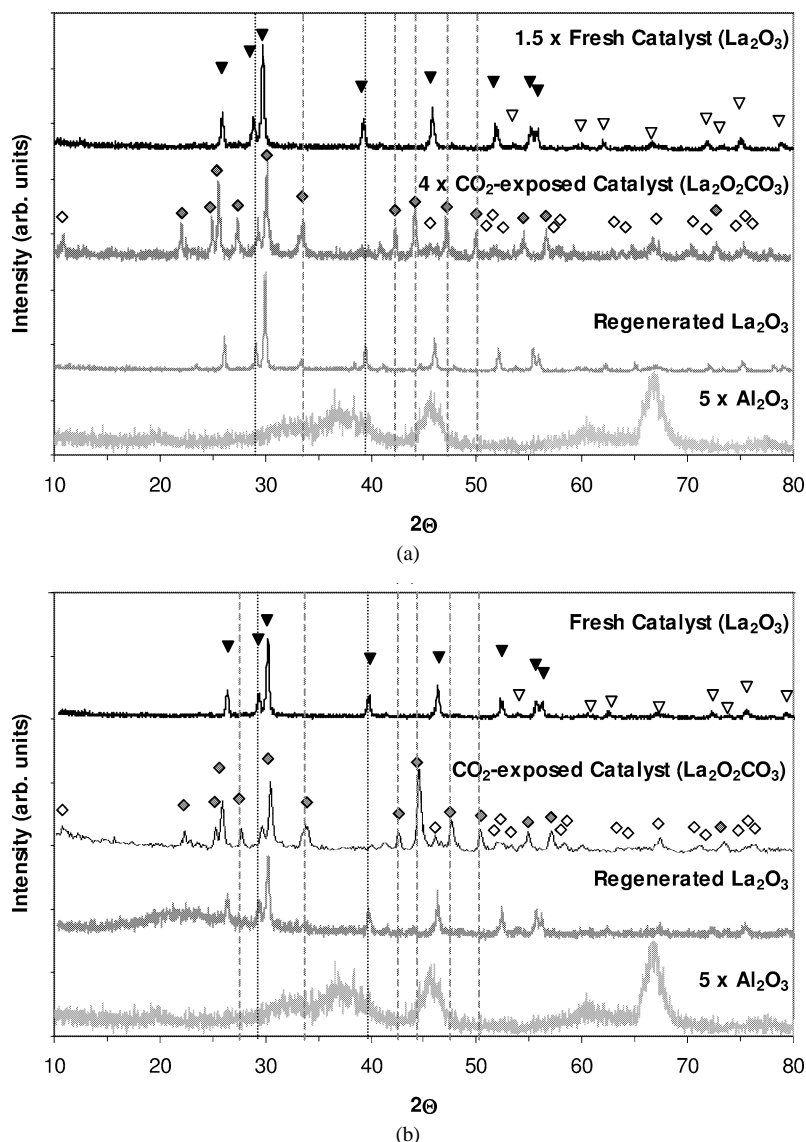 1.5 x Fresh Catalyst (La₂O₃)
4 x CO₂-exposed Catalyst (La₂O₂CO₃)
Regenerated La₂O₃
5 x Al₂O₃
Intensity (arb. units)
10 20 30 40 50 60 70 80
2Θ
(a)
Fresh Catalyst (La₂O₃)
CO₂-exposed Catalyst (La₂O₂CO₃)
Regenerated La₂O₃
5 x Al₂O₃
Intensity (arb. units)
10 20 30 40 50 60 70 80
2Θ
(b)